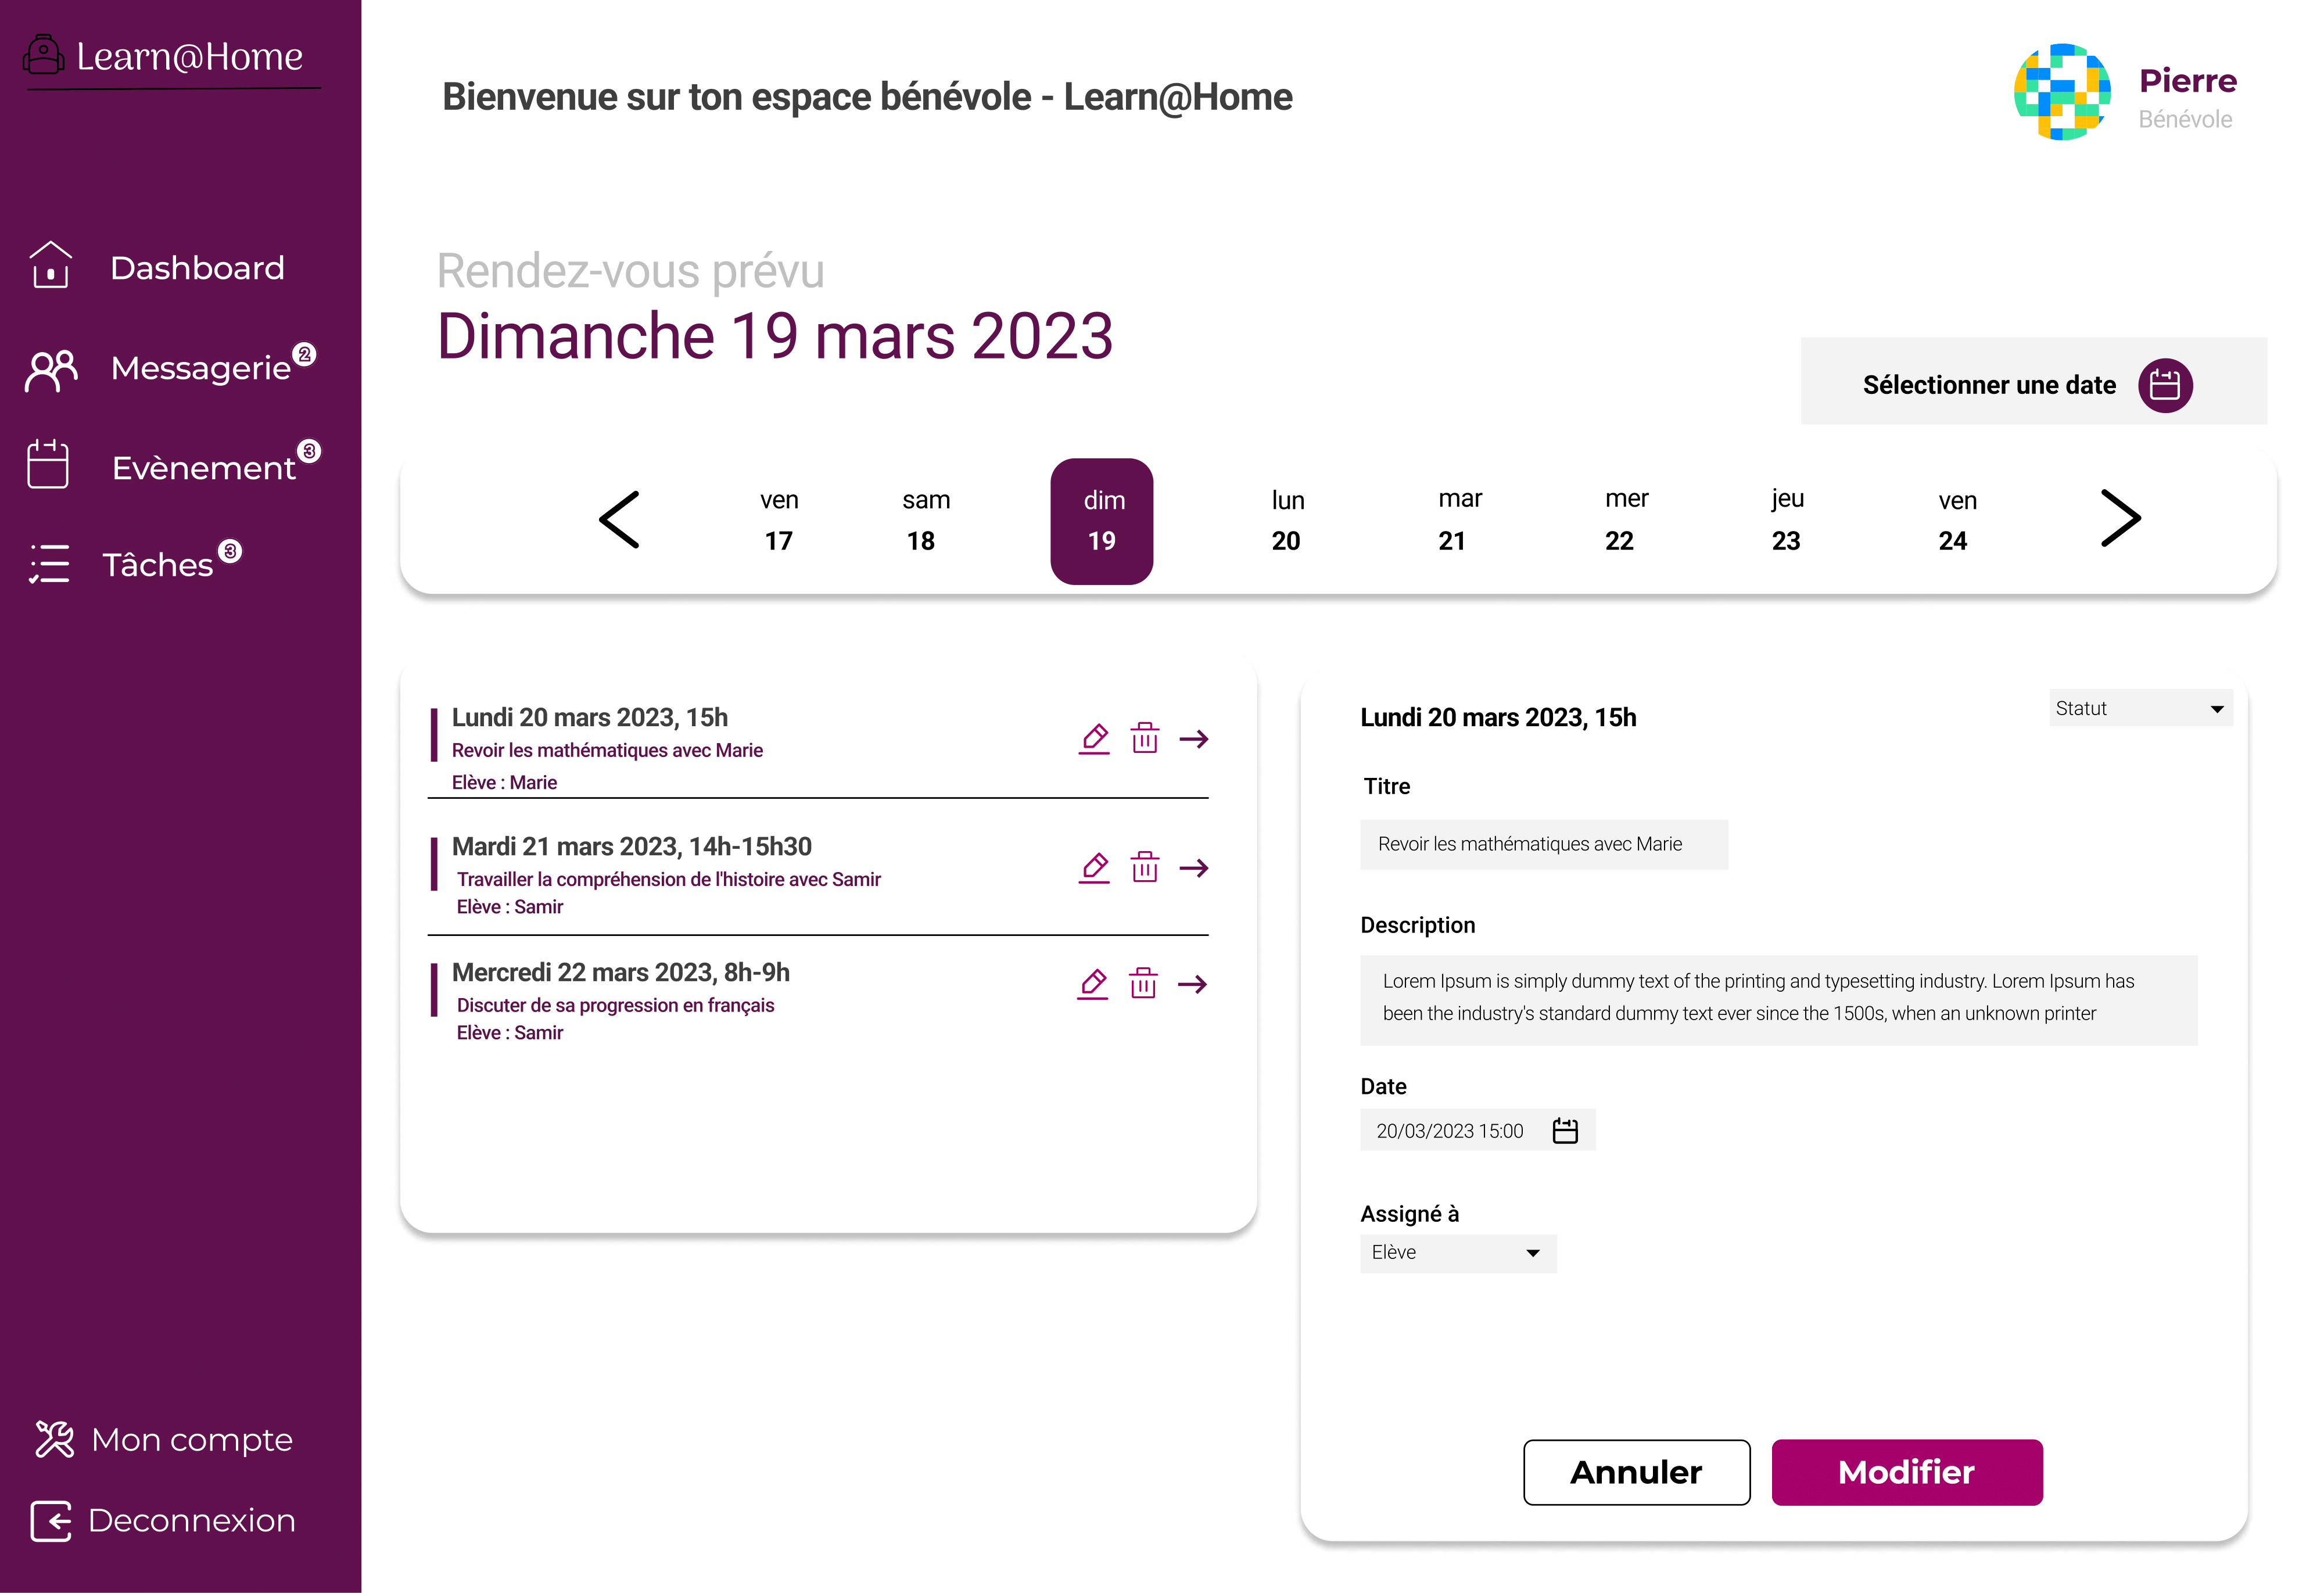 Learn@Home
Bienvenue sur ton espace bénévole - Learn@Home
Pierre
Bénévole
Dashboard
Messagerie 2
Evènement 3
Tâches 3
Mon compte
Deconnexion
Rendez-vous prévu
Dimanche 19 mars 2023
Sélectionner une date
ven sam dim lun mar mer jeu ven
17 18 19 20 21 22 23 24
Lundi 20 mars 2023, 15h
Revoir les mathématiques avec Marie
Elève : Marie
Mardi 21 mars 2023, 14h-15h30
Travailler la compréhension de l'histoire avec Samir
Elève : Samir
Mercredi 22 mars 2023, 8h-9h
Discuter de sa progression en français
Elève : Samir
Lundi 20 mars 2023, 15h
Statut
Titre
Revoir les mathématiques avec Marie
Description
Lorem Ipsum is simply dummy text of the printing and typesetting industry. Lorem Ipsum has
been the industry's standard dummy text ever since the 1500s, when an unknown printer
Date
20/03/2023 15:00
Assigné à
Elève
Annuler
Modifier